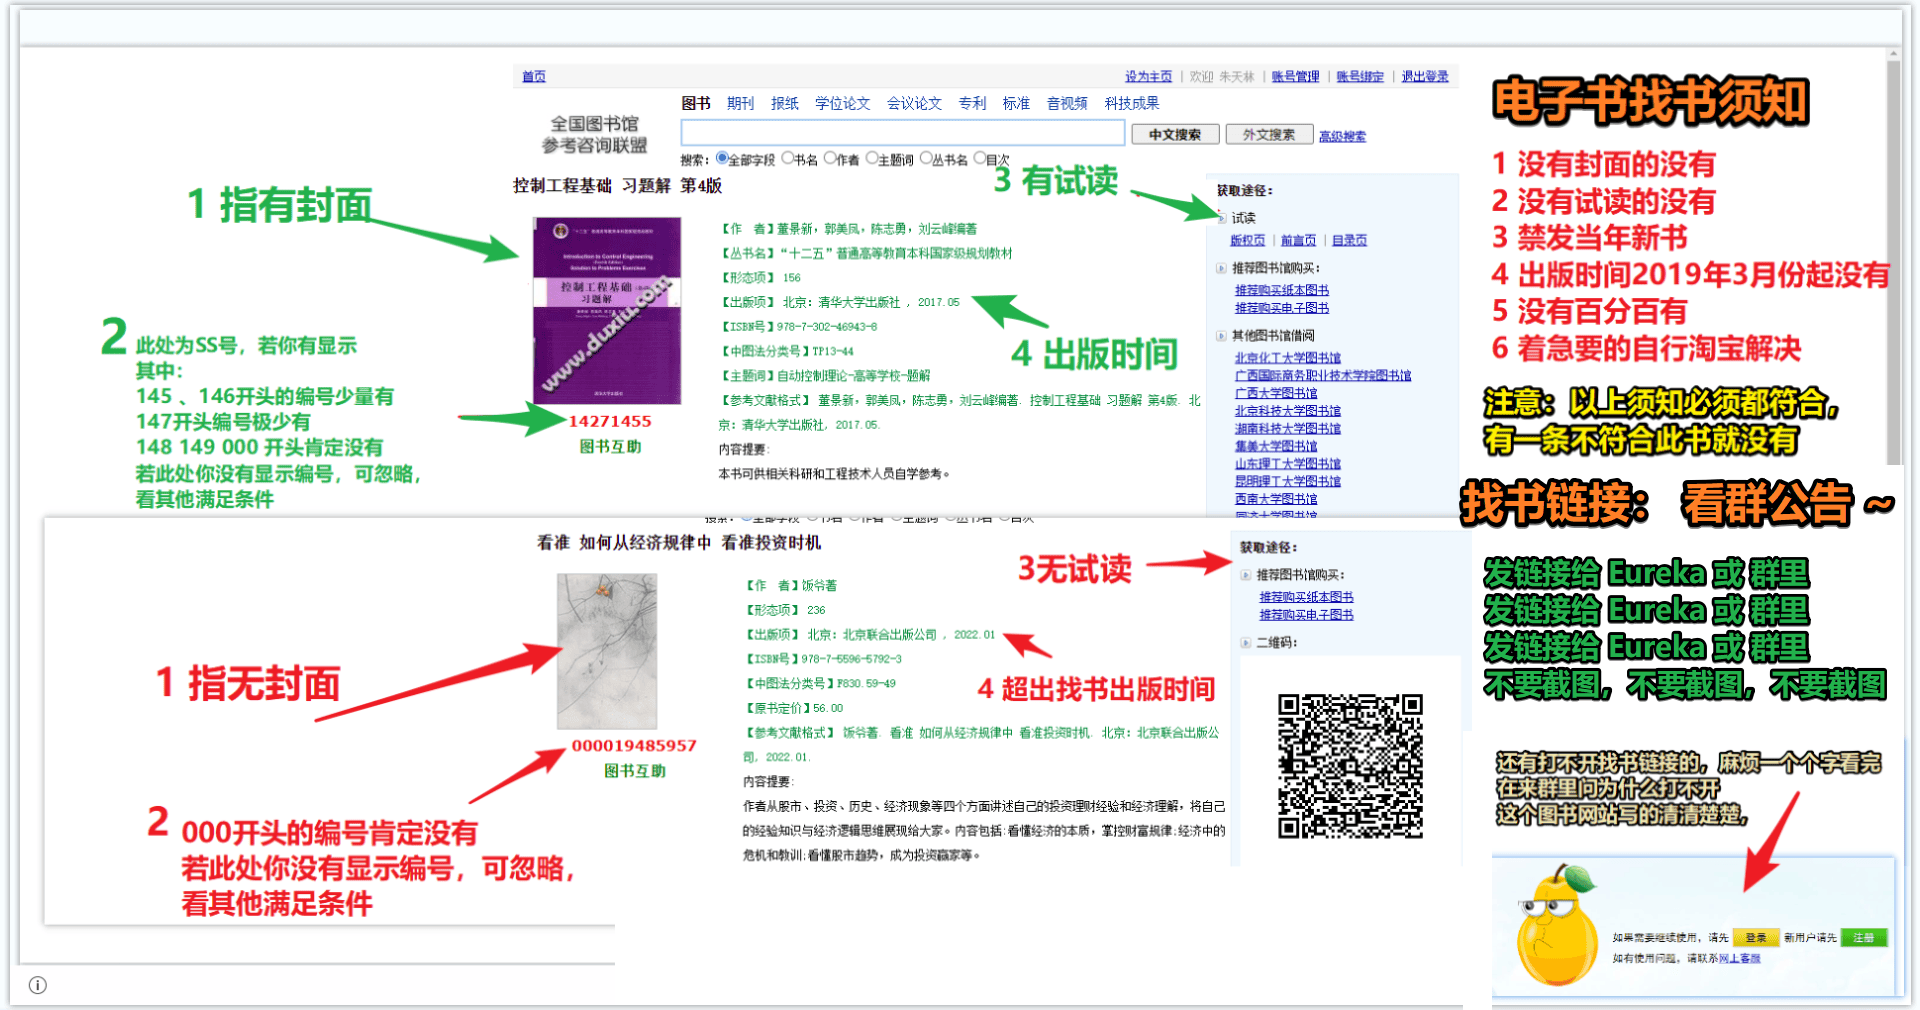 首页
设为主页 | 欢迎 朱天林 | 账号管理 | 账号绑定 | 退出登录
全国图书馆
参考咨询联盟
图书 期刊 报纸 学位论文 会议论文 专利 标准 音视频 科技成果
中文搜索 外文搜索 高级搜索
搜索: 全部字段 书名 作者 主题词 丛书名 目次
控制工程基础 习题解 第4版
1 指有封面
2 此处为SS号，若你有显示
其中:
145 、146开头的编号少量有
147开头编号极少有
148 149 000 开头肯定没有
若此处你没有显示编号，可忽略，
看其他满足条件
Introduction to Control Engineering
Solution to Problems Exercises
控制工程基础
习题解
www.duxiu.com
14271455
图书互助
【作　者】董景新，郭美凤，陈志勇，刘云峰编著
【丛书名】“十二五”普通高等教育本科国家级规划教材
【形态项】 156
【出版项】 北京：清华大学出版社 ，2017.05
【ISBN号】978-7-302-46943-8
【中图法分类号】TP13-44
【主题词】自动控制理论-高等学校-题解
【参考文献格式】 董景新，郭美凤，陈志勇，刘云峰编著. 控制工程基础 习题解 第4版. 北
京：清华大学出版社，2017.05.
内容提要:
本书可供相关科研和工程技术人员自学参考。
3 有试读
4 出版时间
获取途径:
试读
版权页 | 前言页 | 目录页
推荐图书馆购买:
推荐购买纸本图书
推荐购买电子图书
其他图书馆借阅
北京化工大学图书馆
广西国际商务职业技术学院图书馆
广西大学图书馆
北京科技大学图书馆
湖南科技大学图书馆
集美大学图书馆
山东理工大学图书馆
昆明理工大学图书馆
西南大学图书馆
同济大学图书馆
搜索: 全部字段 书名 作者 主题词 丛书名 目次
看准 如何从经济规律中 看准投资时机
1 指无封面
000019485957
图书互助
2 000开头的编号肯定没有
若此处你没有显示编号，可忽略，
看其他满足条件
【作　者】饭爷著
【形态项】 236
【出版项】 北京：北京联合出版公司 ，2022.01
【ISBN号】978-7-5596-5792-3
【中图法分类号】F830.59-49
【原书定价】56.00
【参考文献格式】 饭爷著. 看准 如何从经济规律中 看准投资时机. 北京：北京联合出版公
司，2022.01.
内容提要:
作者从股市、投资、历史、经济现象等四个方面讲述自己的投资理财经验和经济理解，将自己
的经验知识与经济逻辑思维展现给大家。内容包括:看懂经济的本质，掌控财富规律;经济中的
危机和教训;看懂股市趋势，成为投资赢家等。
3无试读
4 超出找书出版时间
获取途径:
推荐图书馆购买:
推荐购买纸本图书
推荐购买电子图书
二维码:
电子书找书须知
1 没有封面的没有
2 没有试读的没有
3 禁发当年新书
4 出版时间2019年3月份起没有
5 没有百分百有
6 着急要的自行淘宝解决
注意：以上须知必须都符合，
有一条不符合此书就没有
找书链接： 看群公告 ~
发链接给 Eureka 或 群里
发链接给 Eureka 或 群里
发链接给 Eureka 或 群里
不要截图，不要截图，不要截图
还有打不开找书链接的，麻烦一个个字看完
在来群里问为什么打不开
这个图书网站写的清清楚楚，
如果需要继续使用，请先 登录 新用户请先 注册
如有使用问题，请联系网上客服